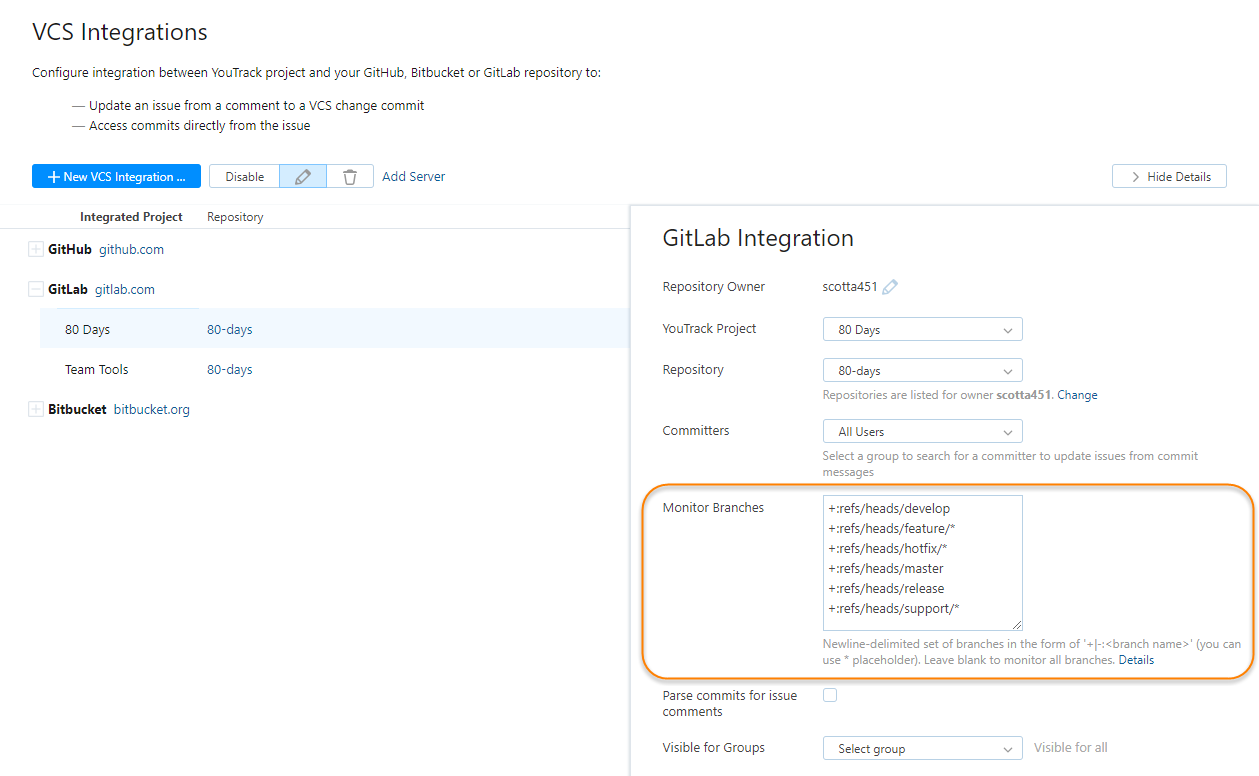 VCS Integrations
Configure integration between YouTrack project and your GitHub, Bitbucket or GitLab repository to:
— Update an issue from a comment to a VCS change commit
— Access commits directly from the issue
+ New VCS Integration ...
Disable
Add Server
> Hide Details
Integrated Project Repository
GitHub github.com
GitLab gitlab.com
80 Days 80-days
Team Tools 80-days
Bitbucket bitbucket.org
GitLab Integration
Repository Owner scotta451
YouTrack Project 80 Days
Repository 80-days
Repositories are listed for owner scotta451. Change
Committers All Users
Select a group to search for a committer to update issues from commit
messages
Monitor Branches
+:refs/heads/develop
+:refs/heads/feature/*
+:refs/heads/hotfix/*
+:refs/heads/master
+:refs/heads/release
+:refs/heads/support/*
Newline-delimited set of branches in the form of '+|-:<branch name>' (you can
use * placeholder). Leave blank to monitor all branches. Details
Parse commits for issue
comments
Visible for Groups Select group Visible for all